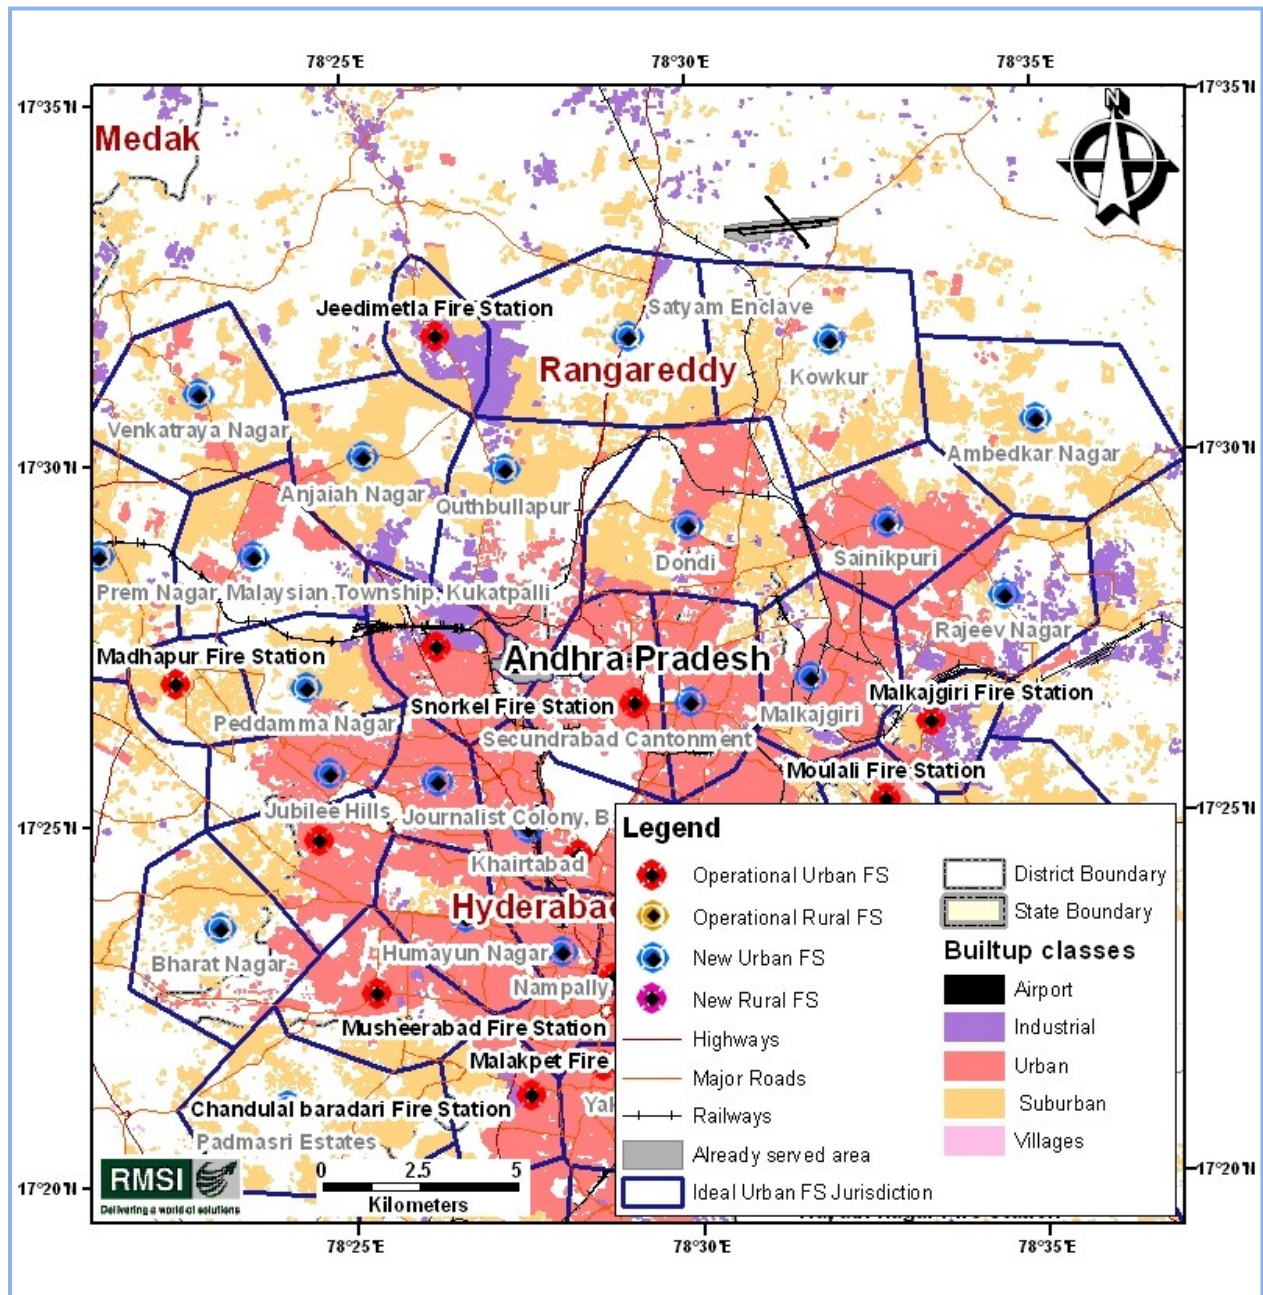 78°25'E 78°30'E 78°35'E
17°35'N 17°35'N
N
Medak
Jeedimetla Fire Station
Satyam Enclave
Rangareddy
Kowkur
Venkatraya Nagar
Ambedkar Nagar
17°30'N 17°30'N
Anjaiah Nagar
Quthbullapur
Dondi
Sainikpuri
Prem Nagar Malaysian Township, Kukatpalli
Rajeev Nagar
Madhapur Fire Station
Andhra Pradesh
Malkajgiri Fire Station
Snorkel Fire Station
Malkajgiri
Peddamma Nagar
Secundrabad Cantonment
Moulali Fire Station
Jubilee Hills
Journalist Colony, B
17°25'N 17°25'N
Khairtabad
Hyderabad
Humayun Nagar
Bharat Nagar
Nampally
Musheerabad Fire Station
Malakpet Fire
Yak
Chandulal baradari Fire Station
Padmasri Estates
Legend
Operational Urban FS
Operational Rural FS
New Urban FS
New Rural FS
Highways
Major Roads
Railways
Already served area
Ideal Urban FS Jurisdiction
District Boundary
State Boundary
Builtup classes
Airport
Industrial
Urban
Suburban
Villages
RMSI
Delivering a world of solutions
0 2.5 5
Kilometers
17°20'N 17°20'N
78°25'E 78°30'E 78°35'E